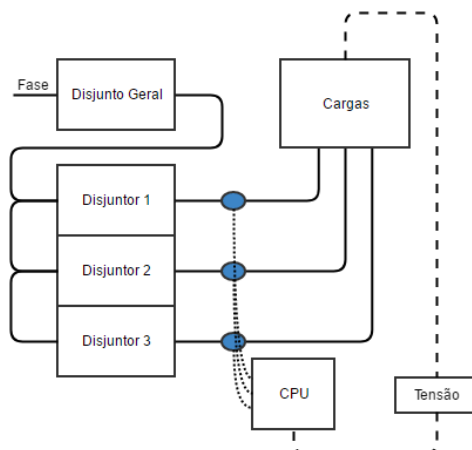 Fase
Disjunto Geral
Cargas
Disjuntor 1
Disjuntor 2
Disjuntor 3
CPU
Tensão